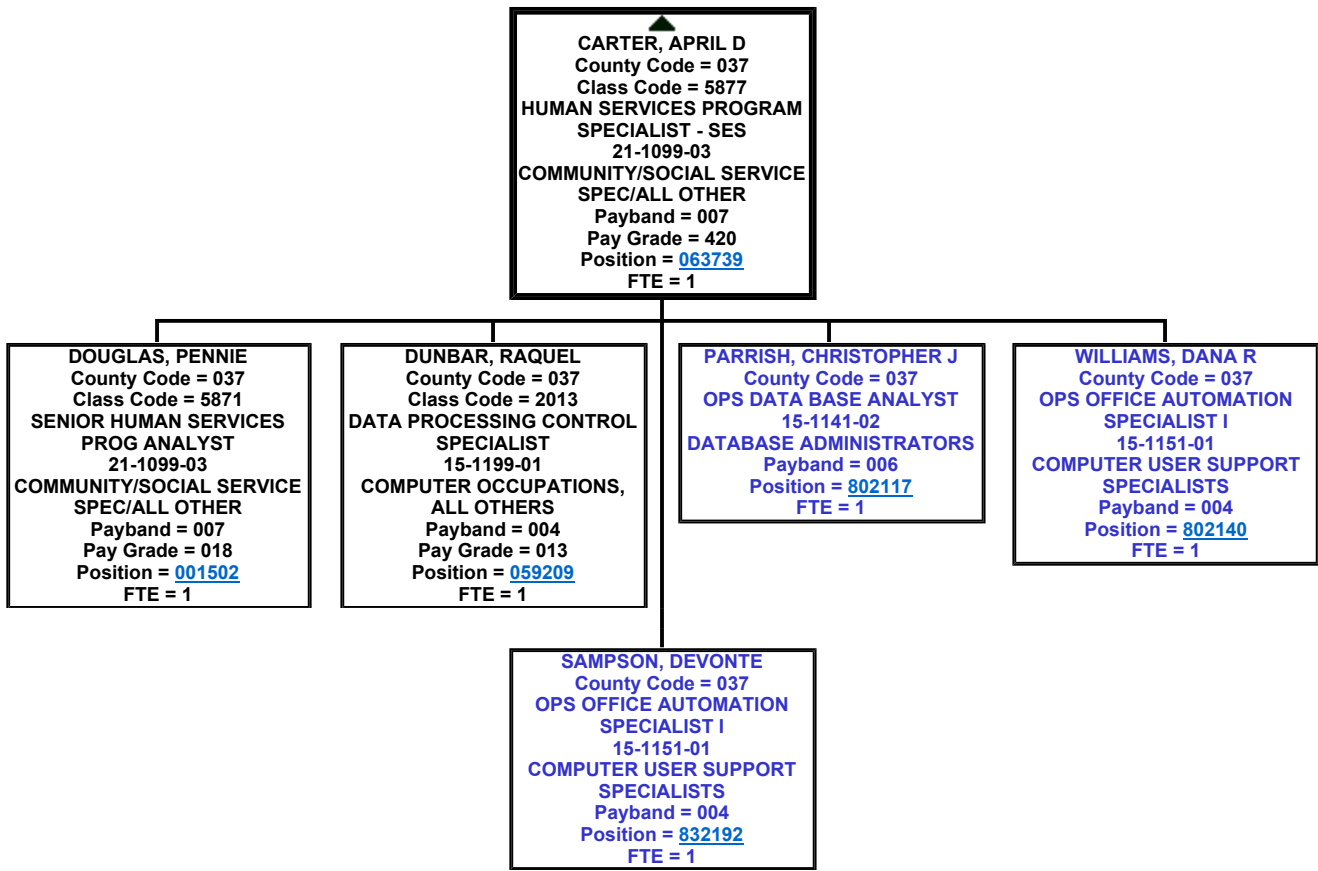 CARTER, APRIL D
County Code = 037
Class Code = 5877
HUMAN SERVICES PROGRAM
SPECIALIST - SES
21-1099-03
COMMUNITY/SOCIAL SERVICE
SPEC/ALL OTHER
Payband = 007
Pay Grade = 420
Position = 063739
FTE = 1
DOUGLAS, PENNIE
County Code = 037
Class Code = 5871
SENIOR HUMAN SERVICES
PROG ANALYST
21-1099-03
COMMUNITY/SOCIAL SERVICE
SPEC/ALL OTHER
Payband = 007
Pay Grade = 018
Position = 001502
FTE = 1
DUNBAR, RAQUEL
County Code = 037
Class Code = 2013
DATA PROCESSING CONTROL
SPECIALIST
15-1199-01
COMPUTER OCCUPATIONS,
ALL OTHERS
Payband = 004
Pay Grade = 013
Position = 059209
FTE = 1
PARRISH, CHRISTOPHER J
County Code = 037
OPS DATA BASE ANALYST
15-1141-02
DATABASE ADMINISTRATORS
Payband = 006
Position = 802117
FTE = 1
WILLIAMS, DANA R
County Code = 037
OPS OFFICE AUTOMATION
SPECIALIST I
15-1151-01
COMPUTER USER SUPPORT
SPECIALISTS
Payband = 004
Position = 802140
FTE = 1
SAMPSON, DEVONTE
County Code = 037
OPS OFFICE AUTOMATION
SPECIALIST I
15-1151-01
COMPUTER USER SUPPORT
SPECIALISTS
Payband = 004
Position = 832192
FTE = 1